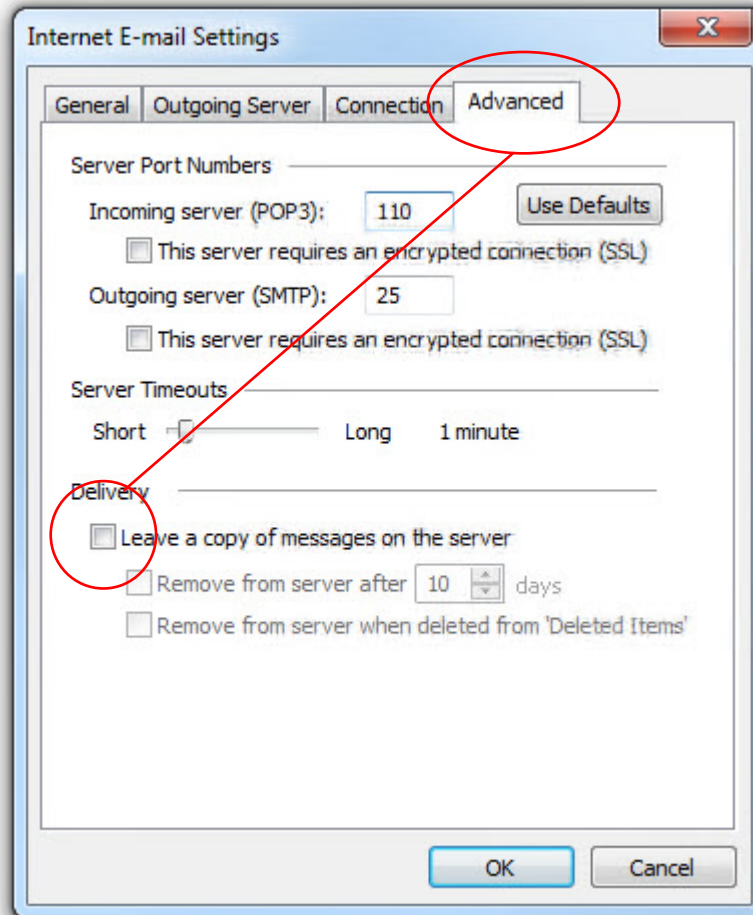 Internet E-mail Settings
General Outgoing Server Connection Advanced
Server Port Numbers
Incoming server (POP3): 110 Use Defaults
This server requires an encrypted connection (SSL)
Outgoing server (SMTP): 25
This server requires an encrypted connection (SSL)
Server Timeouts
Short Long 1 minute
Delivery
Leave a copy of messages on the server
Remove from server after 10 days
Remove from server when deleted from 'Deleted Items'
OK Cancel